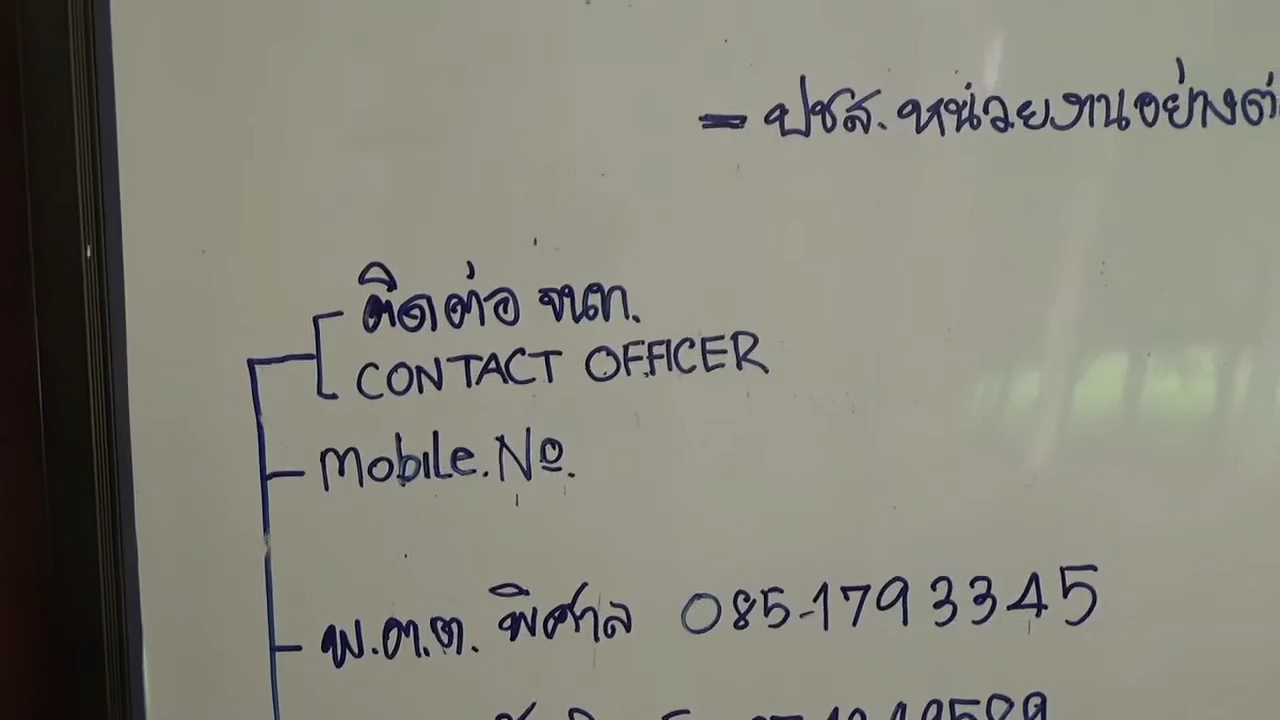 - ปชส. หน่วยงานอย่าง
ติดต่อ จนท.
CONTACT OFFICER
Mobile. No.
พ.ต.ต. พิศาล 085-1793345